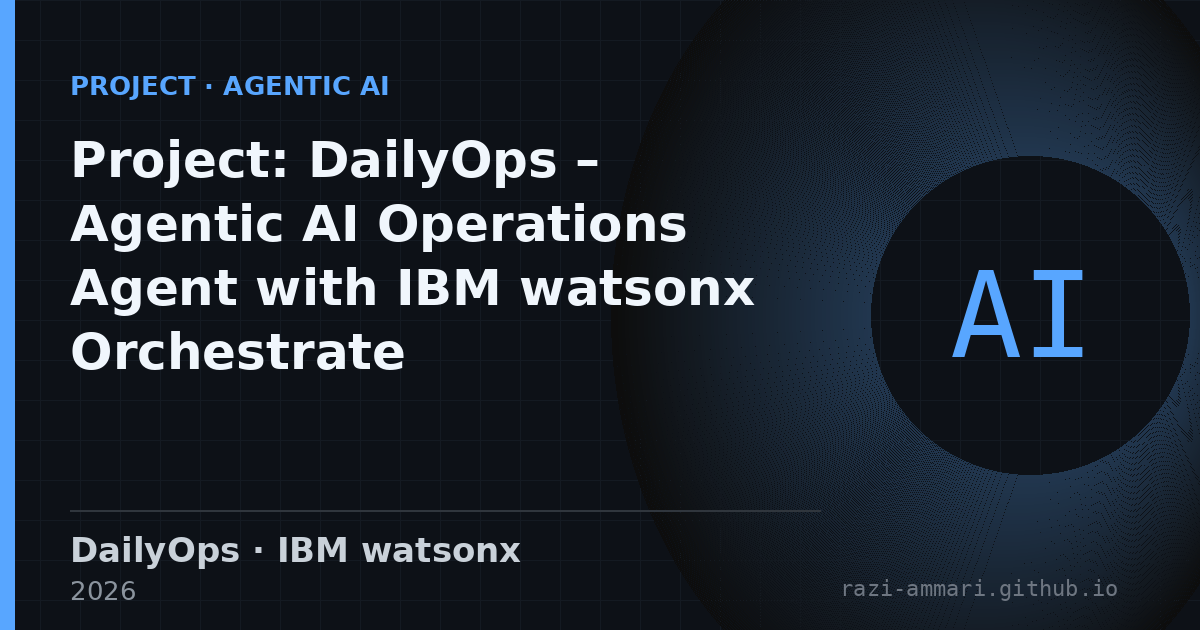 PROJECT · AGENTIC AI
Project: DailyOps –
Agentic AI Operations
Agent with IBM watsonx
Orchestrate
AI
DailyOps · IBM watsonx
2026
razi-ammari.github.io